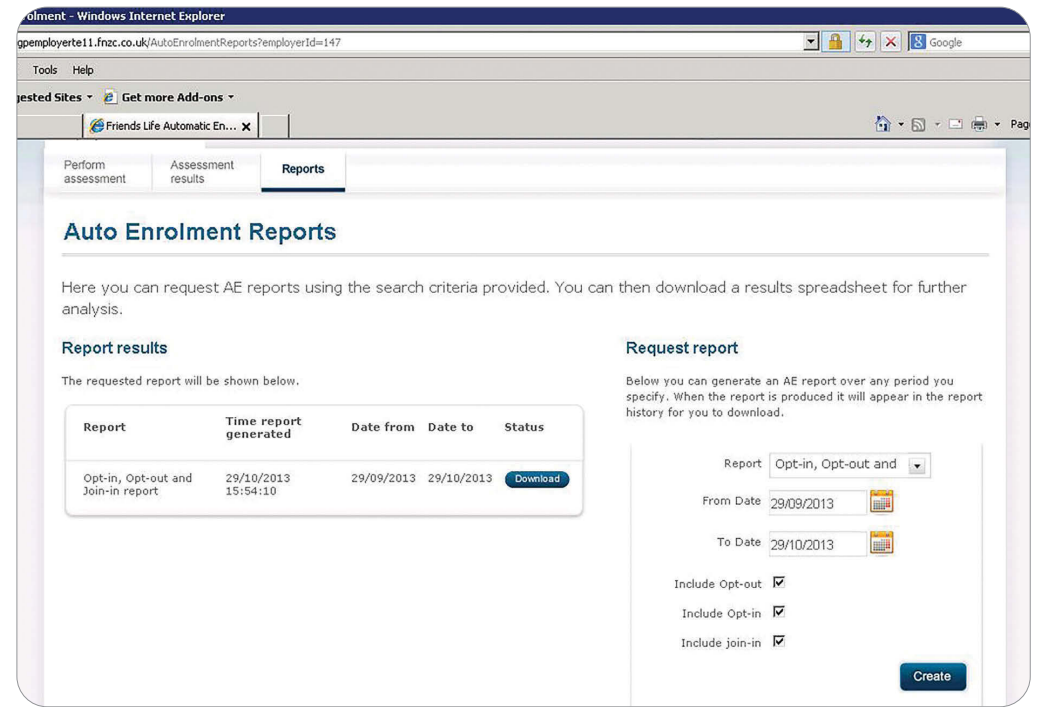 olment - Windows Internet Explorer
gpemployerte11.fnzc.co.uk/AutoEnrolmentReports?employerId=147
Google
Tools Help
gested Sites Get more Add-ons
Friends Life Automatic En... X
Pag
Perform assessment
Assessment results
Reports
Auto Enrolment Reports
Here you can request AE reports using the search criteria provided. You can then download a results spreadsheet for further
analysis.
Report results
The requested report will be shown below.
Report Time report generated Date from Date to Status
Opt-in, Opt-out and Join-in report 29/10/2013 15:54:10 29/09/2013 29/10/2013 Download
Request report
Below you can generate an AE report over any period you
specify. When the report is produced it will appear in the report
history for you to download.
Report Opt-in, Opt-out and
From Date 29/09/2013
To Date 29/10/2013
Include Opt-out
Include Opt-in
Include join-in
Create